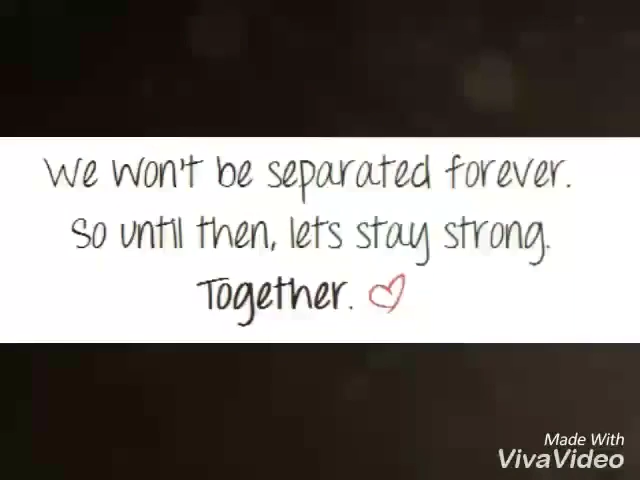 We won't be separated forever.
So until then, lets stay strong.
Together.
Made With
VivaVideo